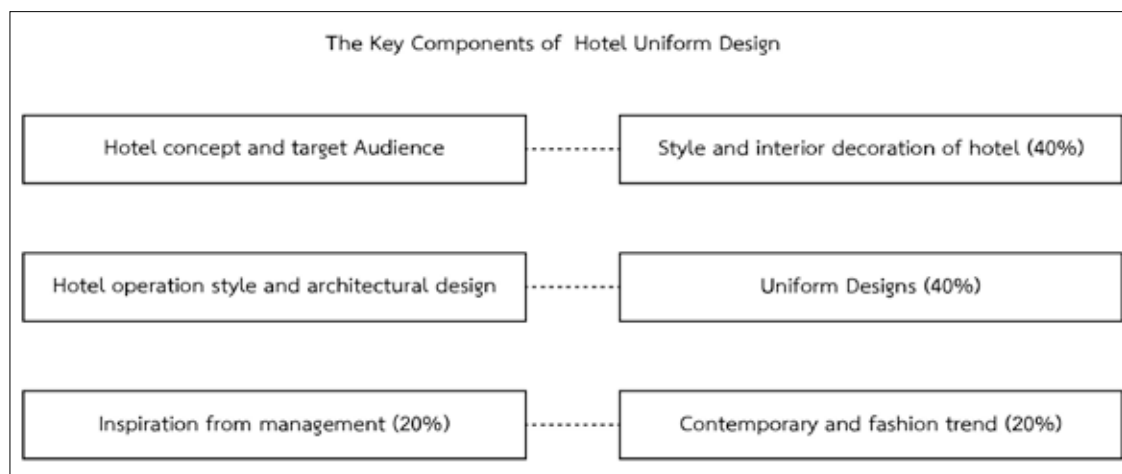 The Key Components of Hotel Uniform Design
Hotel concept and target Audience
Style and interior decoration of hotel (40%)
Hotel operation style and architectural design
Uniform Designs (40%)
Inspiration from management (20%)
Contemporary and fashion trend (20%)